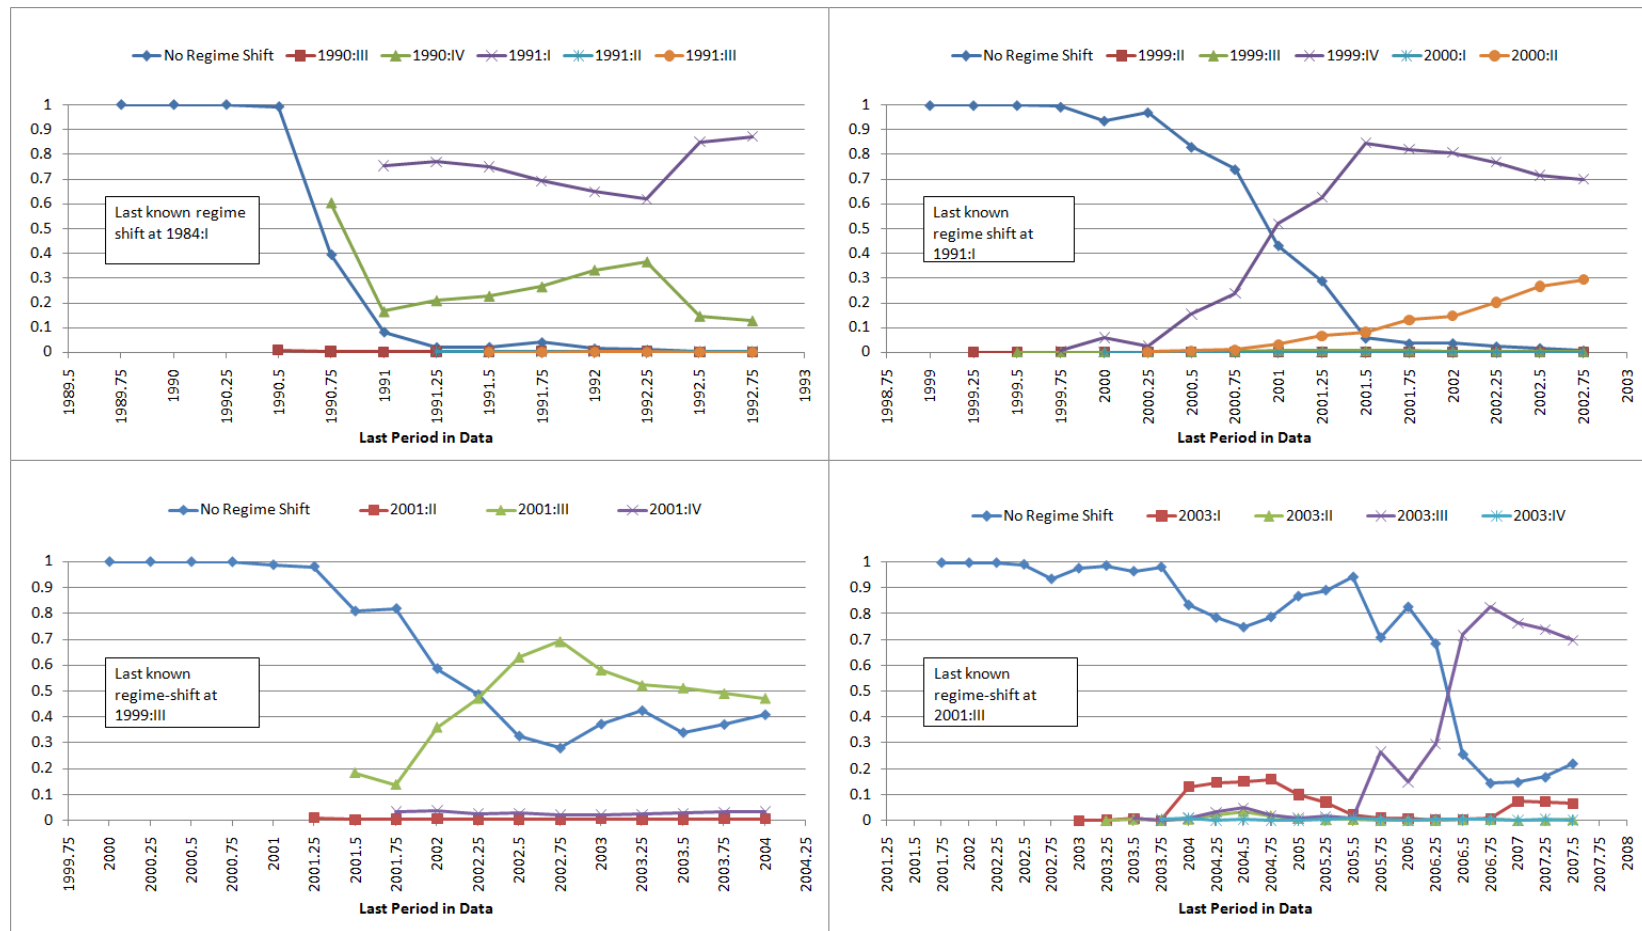 No Regime Shift 1990:III 1990:IV 1991:I 1991:II 1991:III
1
0.9
0.8
0.7
0.6
0.5
0.4
0.3
0.2
0.1
0
Last known regime
shift at 1984:I
1989.5 1989.75 1990 1990.25 1990.5 1990.75 1991 1991.25 1991.5 1991.75 1992 1992.25 1992.5 1992.75 1993
Last Period in Data
No Regime Shift 1999:II 1999:III 1999:IV 2000:I 2000:II
1
0.9
0.8
0.7
0.6
0.5
0.4
0.3
0.2
0.1
0
Last known
regime shift at
1991:I
1998.75 1999 1999.25 1999.5 1999.75 2000 2000.25 2000.5 2000.75 2001 2001.25 2001.5 2001.75 2002 2002.25 2002.5 2002.75 2003
Last Period in Data
No Regime Shift 2001:II 2001:III 2001:IV
1
0.9
0.8
0.7
0.6
0.5
0.4
0.3
0.2
0.1
0
Last known
regime-shift at
1999:III
1999.75 2000 2000.25 2000.5 2000.75 2001 2001.25 2001.5 2001.75 2002 2002.25 2002.5 2002.75 2003 2003.25 2003.5 2003.75 2004 2004.25
Last Period in Data
No Regime Shift 2003:I 2003:II 2003:III 2003:IV
1
0.9
0.8
0.7
0.6
0.5
0.4
0.3
0.2
0.1
0
Last known
regime-shift at
2001:III
2001.25 2001.5 2001.75 2002 2002.25 2002.5 2002.75 2003 2003.25 2003.5 2003.75 2004 2004.25 2004.5 2004.75 2005 2005.25 2005.5 2005.75 2006 2006.25 2006.5 2006.75 2007 2007.25 2007.5 2007.75 2008
Last Period in Data